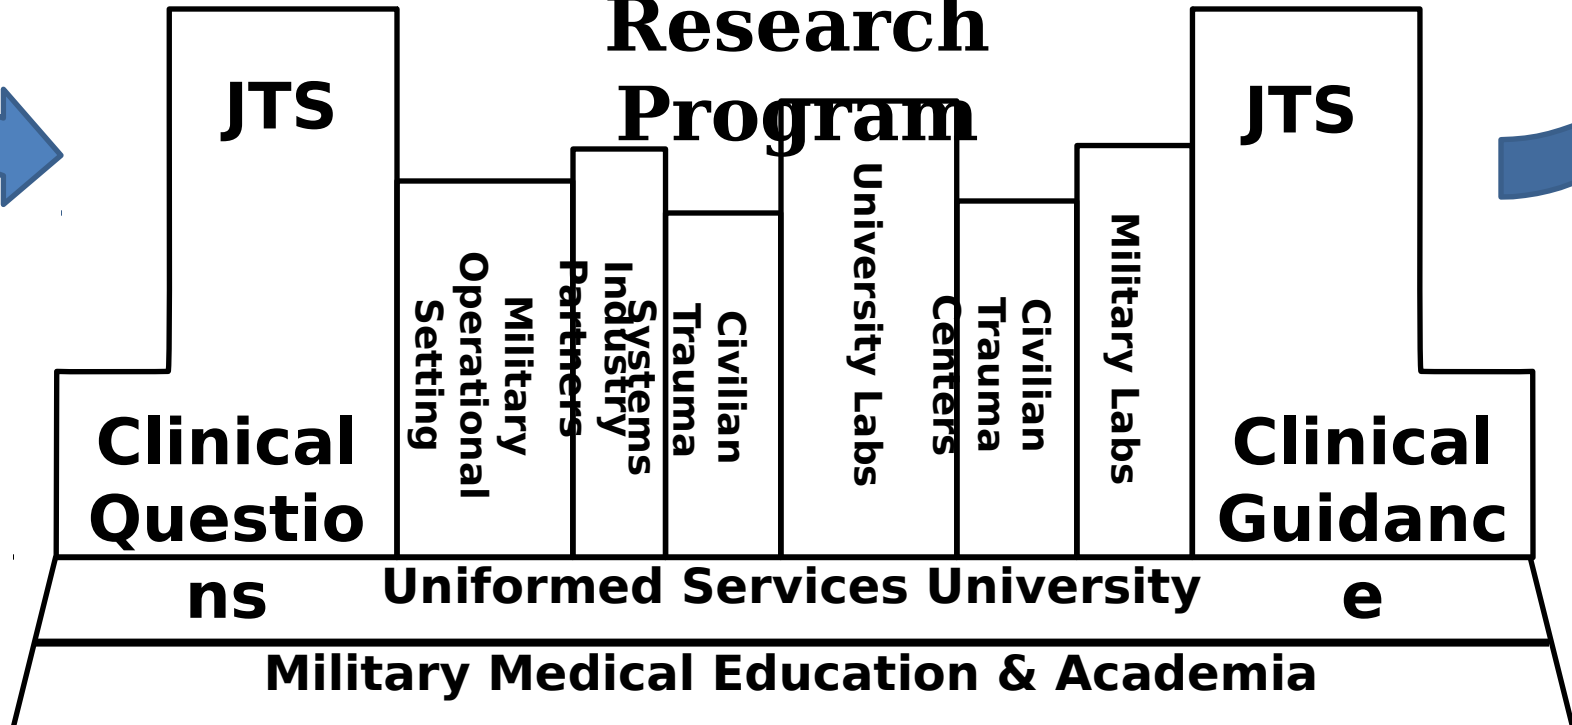 Research
Program
JTS
Clinical
Questio
ns
Military
Operational
Setting
Industry
Partners
Civilian
Trauma
Systems
University Labs
Civilian
Trauma
Centers
Military Labs
JTS
Clinical
Guidanc
e
Uniformed Services University
Military Medical Education & Academia